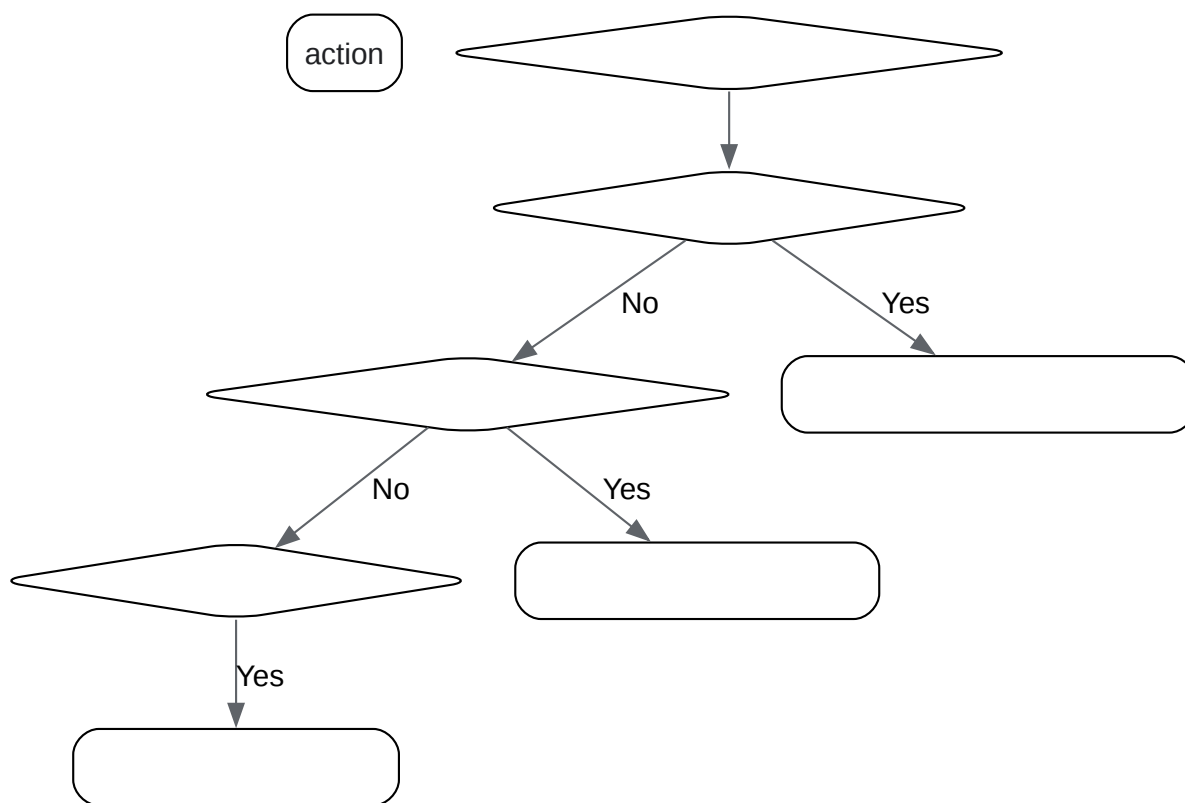 action
No
Yes
No
Yes
Yes